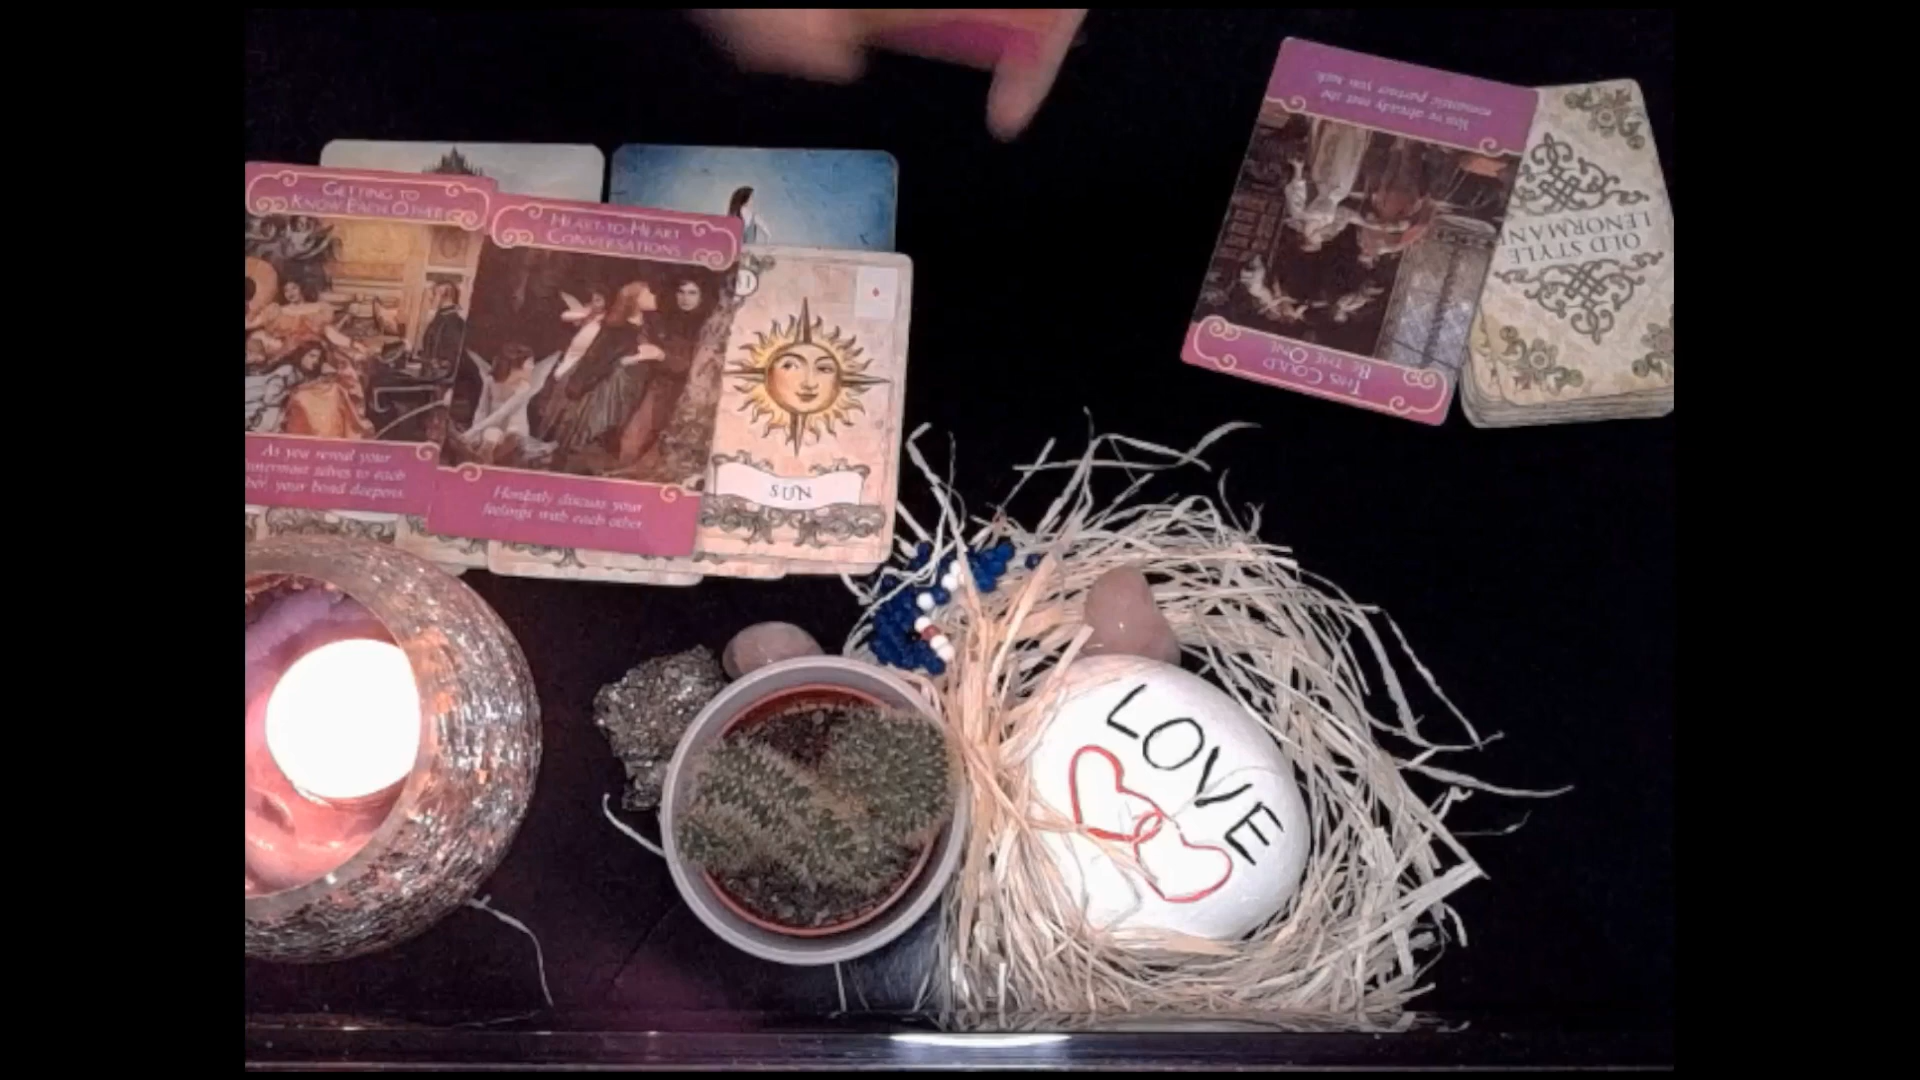 GETTING TO
KNOW EACH OTHER
As you reveal your
innermost selves to each
other, your bond deepens.
HEART-TO-HEART
CONVERSATIONS
Honestly discuss your
feelings with each other.
31
SUN
You've already met the
romantic partner you seek.
THIS COULD
BE THE ONE
OLD STYLE
LENORMAN
LOVE